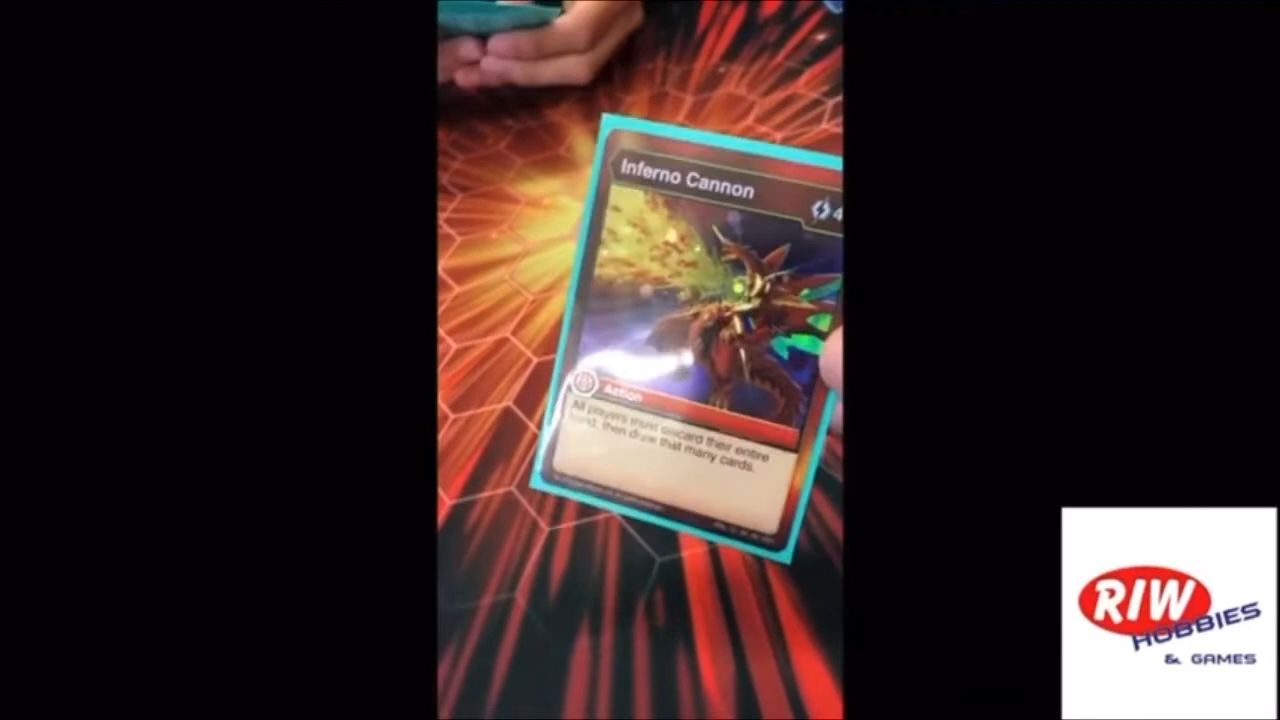 Inferno Cannon
4
Action
All players must discard their entire
hand, then draw that many cards.
RIW
HOBBIES
& GAMES